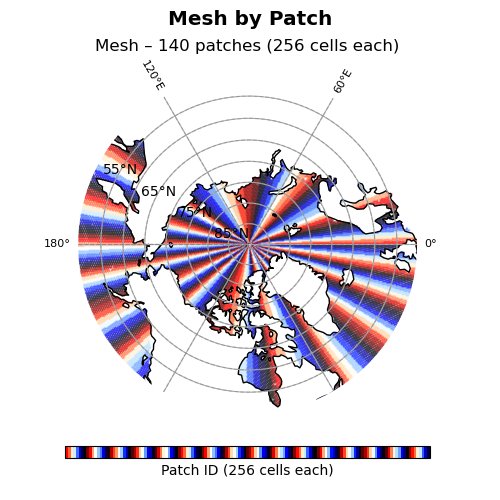 Mesh by Patch
Mesh – 140 patches (256 cells each)
120°E
60°E
55°N
65°N
75°N
85°N
180°
0°
Patch ID (256 cells each)